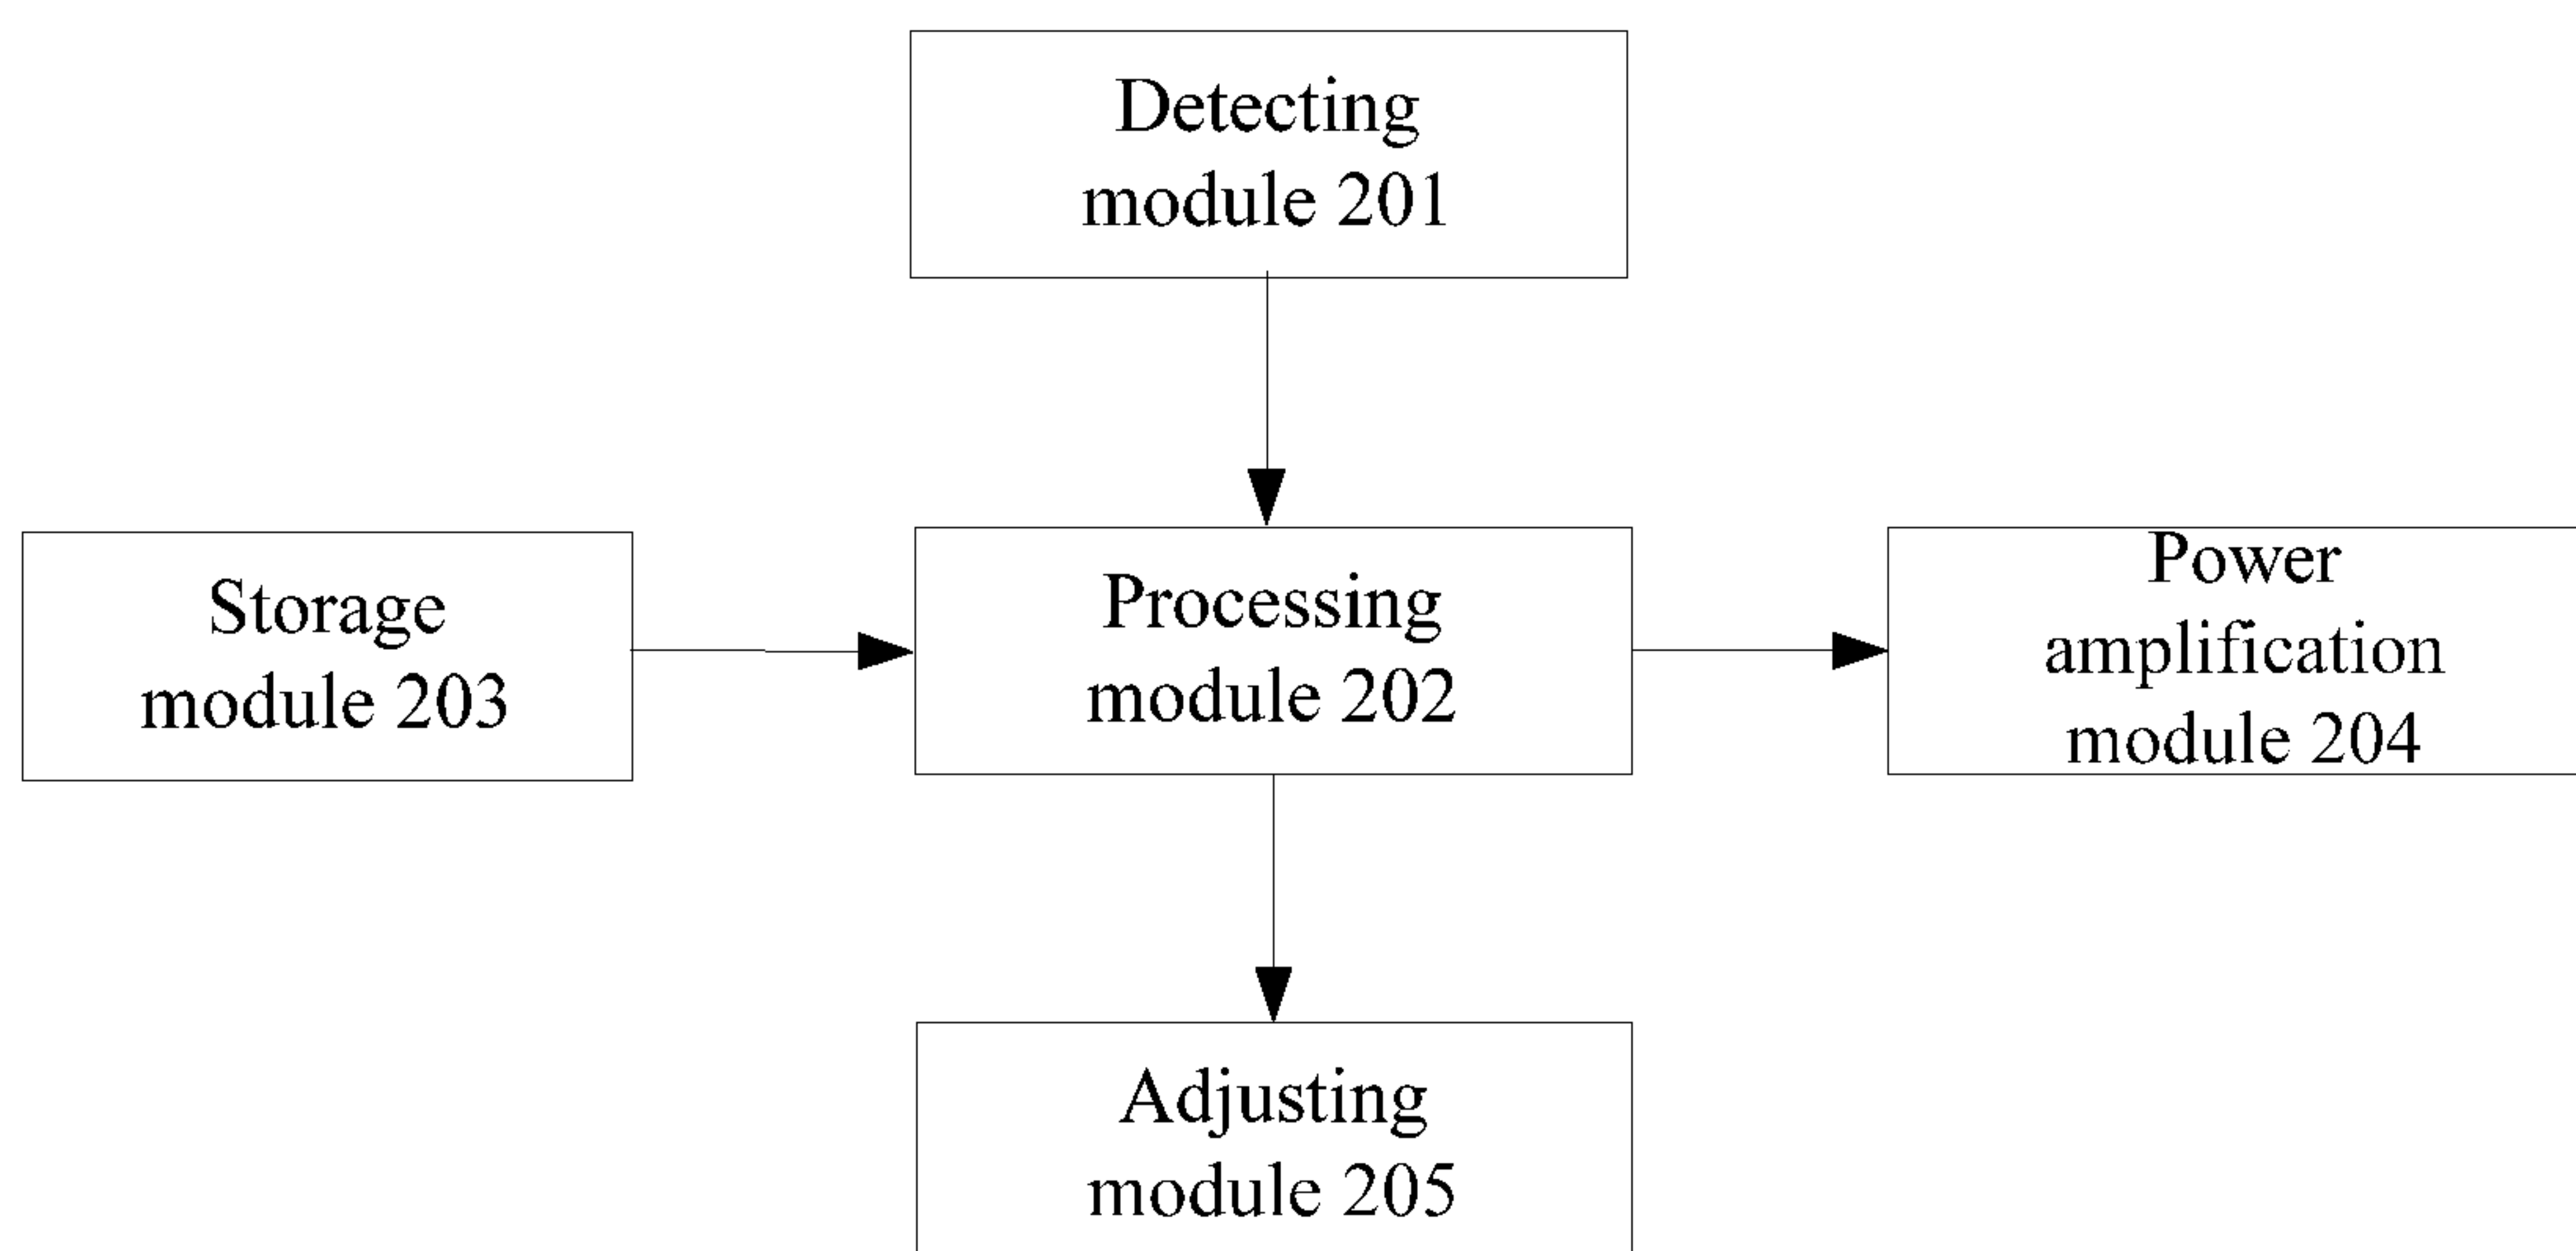 Detecting
module 201
Storage
module 203
Processing
module 202
Power
amplification
module 204
Adjusting
module 205